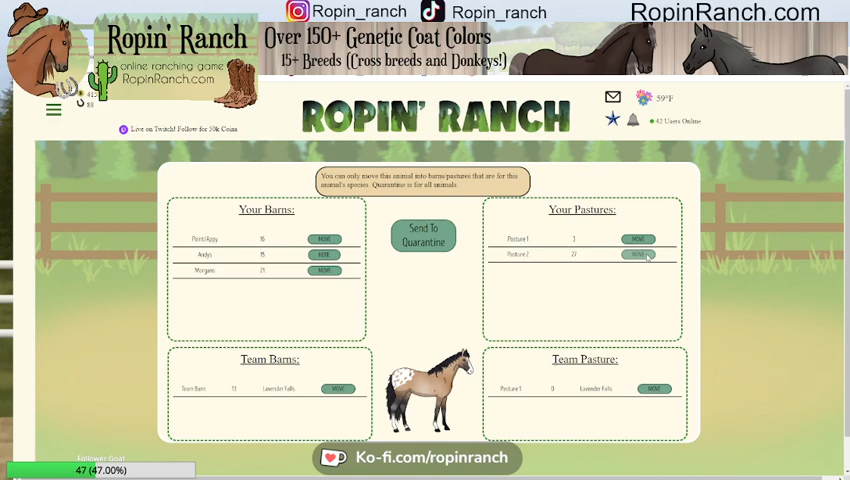 Ropin_ranch
Ropin_ranch
RopinRanch.com
Ropin' Ranch
online ranching game
RopinRanch.com
Over 150+ Genetic Coat Colors
15+ Breeds (Cross breeds and Donkeys!)
88
Live on Twitch! Follow for 50k Coins
ROPIN' RANCH
59°F
42 Users Online
You can only move this animal into barns/pastures that are for this
animal's species. Quarantine is for all animals.
Your Barns:
Paint/Appy 16 MOVE
Andys 15 HERE
Morgans 21 MOVE
Send To
Quarantine
Your Pastures:
Pasture 1 3 MOVE
Pasture 2 27 MOVE
Team Barns:
Team Barn 13 Lavender Falls MOVE
Team Pasture:
Pasture 1 0 Lavender Falls MOVE
Follower Goal
47 (47.00%)
Ko-fi.com/ropinranch